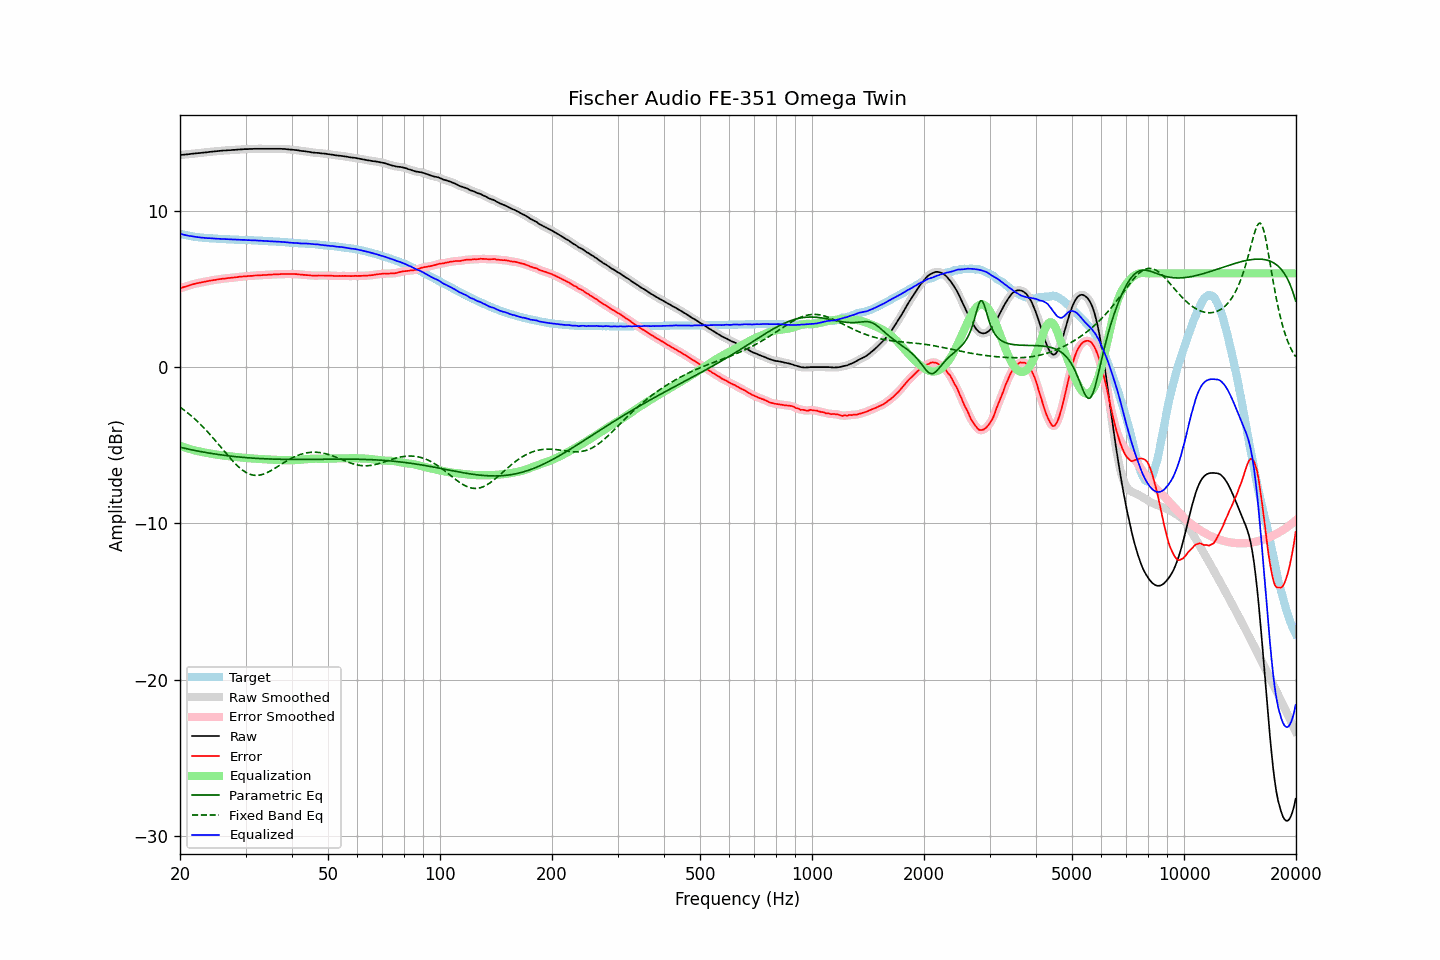 Fischer Audio FE-351 Omega Twin
Amplitude (dBr)
10
0
−10
−20
−30
Target
Raw Smoothed
Error Smoothed
Raw
Error
Equalization
Parametric Eq
Fixed Band Eq
Equalized
20 50 100 200 500 1000 2000 5000 10000 20000
Frequency (Hz)